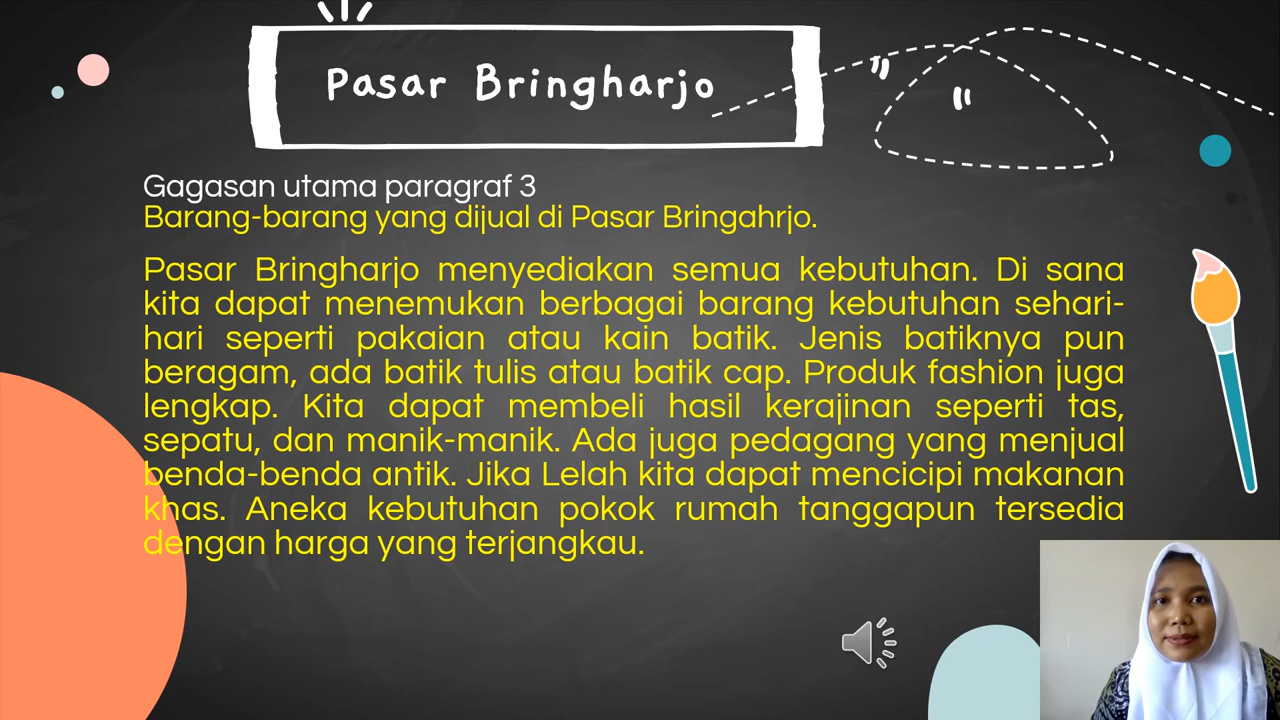 Pasar Bringharjo
Gagasan utama paragraf 3
Barang-barang yang dijual di Pasar Bringahrjo.
Pasar Bringharjo menyediakan semua kebutuhan. Di sana
kita dapat menemukan berbagai barang kebutuhan sehari-
hari seperti pakaian atau kain batik. Jenis batiknya pun
beragam, ada batik tulis atau batik cap. Produk fashion juga
lengkap. Kita dapat membeli hasil kerajinan seperti tas,
sepatu, dan manik-manik. Ada juga pedagang yang menjual
benda-benda antik. Jika Lelah kita dapat mencicipi makanan
khas. Aneka kebutuhan pokok rumah tanggapun tersedia
dengan harga yang terjangkau.